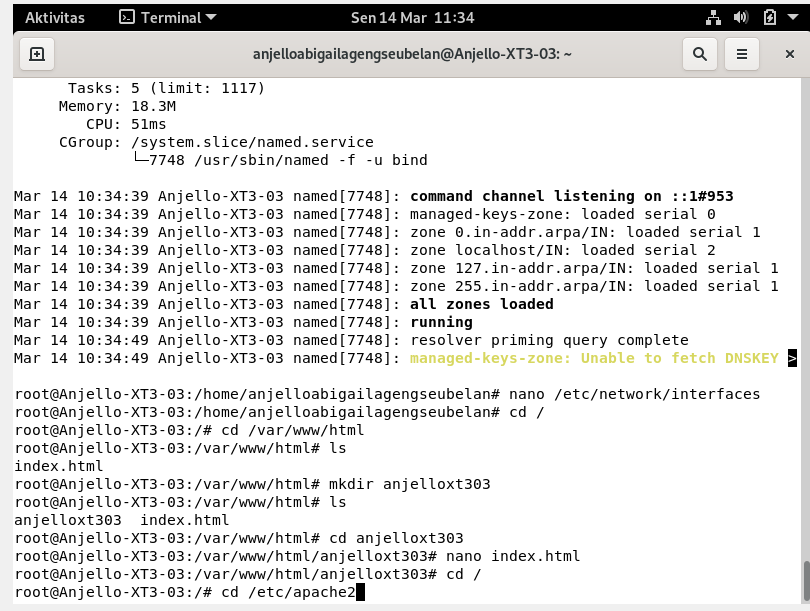 Aktivitas Terminal Sen 14 Mar 11:34
anjelloabigailagengseubelan@Anjello-XT3-03: ~
Tasks: 5 (limit: 1117)
Memory: 18.3M
CPU: 51ms
CGroup: /system.slice/named.service
└─7748 /usr/sbin/named -f -u bind
Mar 14 10:34:39 Anjello-XT3-03 named[7748]: command channel listening on ::1#953
Mar 14 10:34:39 Anjello-XT3-03 named[7748]: managed-keys-zone: loaded serial 0
Mar 14 10:34:39 Anjello-XT3-03 named[7748]: zone 0.in-addr.arpa/IN: loaded serial 1
Mar 14 10:34:39 Anjello-XT3-03 named[7748]: zone localhost/IN: loaded serial 2
Mar 14 10:34:39 Anjello-XT3-03 named[7748]: zone 127.in-addr.arpa/IN: loaded serial 1
Mar 14 10:34:39 Anjello-XT3-03 named[7748]: zone 255.in-addr.arpa/IN: loaded serial 1
Mar 14 10:34:39 Anjello-XT3-03 named[7748]: all zones loaded
Mar 14 10:34:39 Anjello-XT3-03 named[7748]: running
Mar 14 10:34:49 Anjello-XT3-03 named[7748]: resolver priming query complete
Mar 14 10:34:49 Anjello-XT3-03 named[7748]: managed-keys-zone: Unable to fetch DNSKEY >
root@Anjello-XT3-03:/home/anjelloabigailagengseubelan# nano /etc/network/interfaces
root@Anjello-XT3-03:/home/anjelloabigailagengseubelan# cd /
root@Anjello-XT3-03:/# cd /var/www/html
root@Anjello-XT3-03:/var/www/html# ls
index.html
root@Anjello-XT3-03:/var/www/html# mkdir anjelloxt303
root@Anjello-XT3-03:/var/www/html# ls
anjelloxt303  index.html
root@Anjello-XT3-03:/var/www/html# cd anjelloxt303
root@Anjello-XT3-03:/var/www/html/anjelloxt303# nano index.html
root@Anjello-XT3-03:/var/www/html/anjelloxt303# cd /
root@Anjello-XT3-03:/# cd /etc/apache2